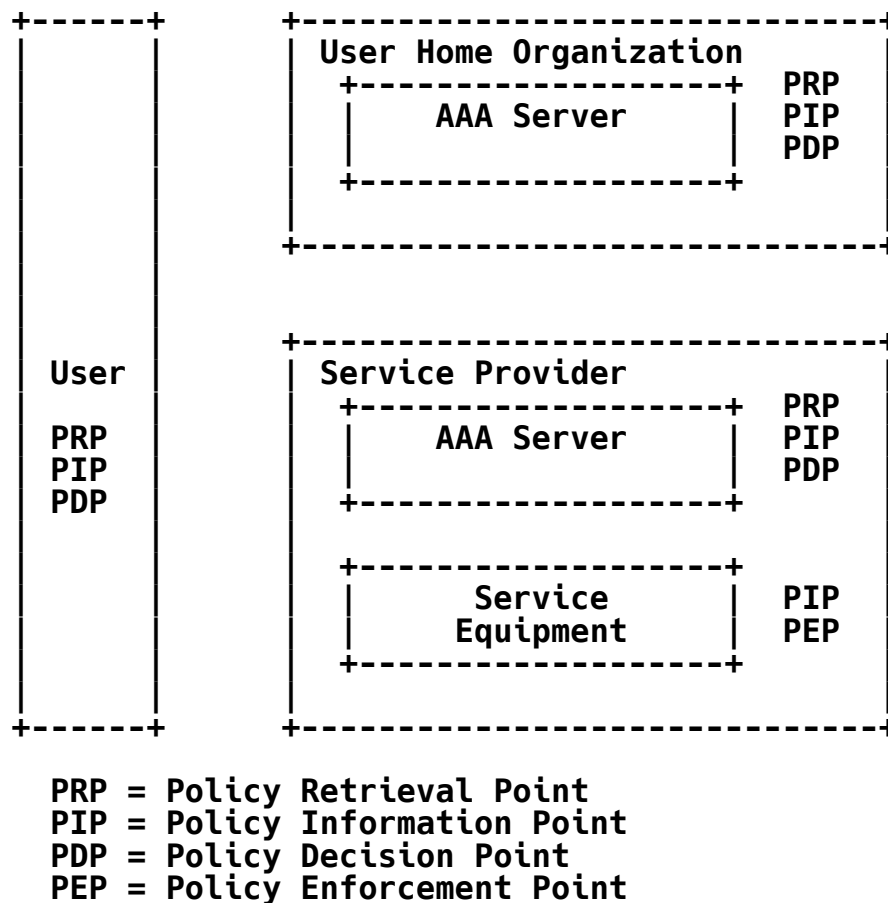 User Home Organization
PRP
AAA Server PIP
PDP
User Service Provider
PRP
PRP AAA Server PIP
PIP PDP
PDP
Service PIP
Equipment PEP
PRP = Policy Retrieval Point
PIP = Policy Information Point
PDP = Policy Decision Point
PEP = Policy Enforcement Point